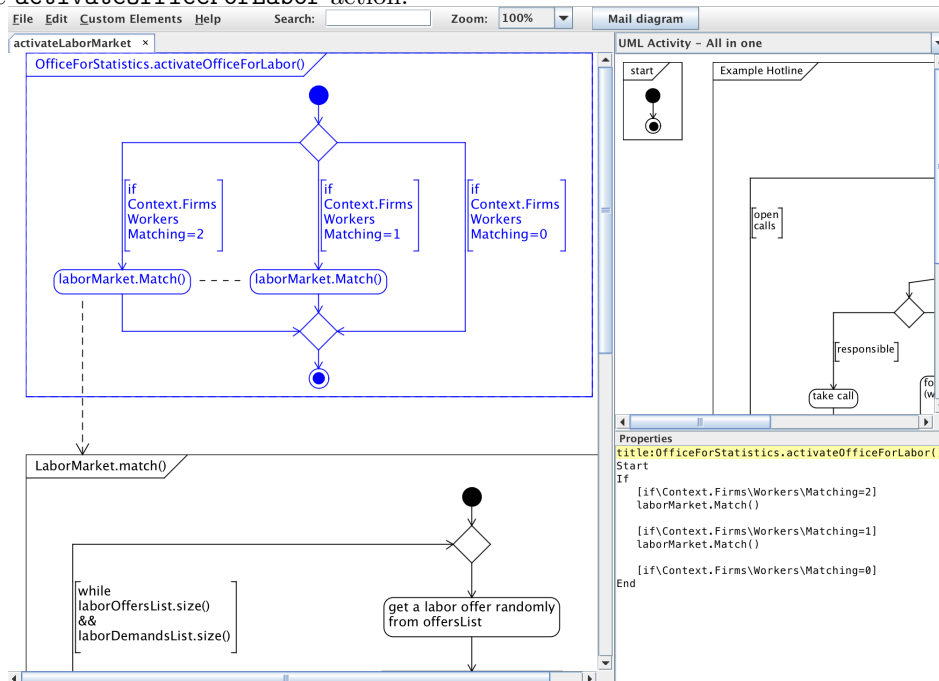 activatesOfficeForLabor action.
File Edit Custom Elements Help Search: Zoom: 100% Mail diagram
activateLaborMarket ×
OfficeForStatistics.activateOfficeForLabor()
if
Context.Firms
Workers
Matching=2
if
Context.Firms
Workers
Matching=1
if
Context.Firms
Workers
Matching=0
laborMarket.Match()
laborMarket.Match()
LaborMarket.match()
while
laborOffersList.size()
&&
laborDemandsList.size()
get a labor offer randomly
from offersList
UML Activity – All in one
start
Example Hotline
open
calls
responsible
take call
fo
(w
Properties
title:OfficeForStatistics.activateOfficeForLabor(
Start
If
[if\Context.Firms\Workers\Matching=2]
laborMarket.Match()
[if\Context.Firms\Workers\Matching=1]
laborMarket.Match()
[if\Context.Firms\Workers\Matching=0]
End